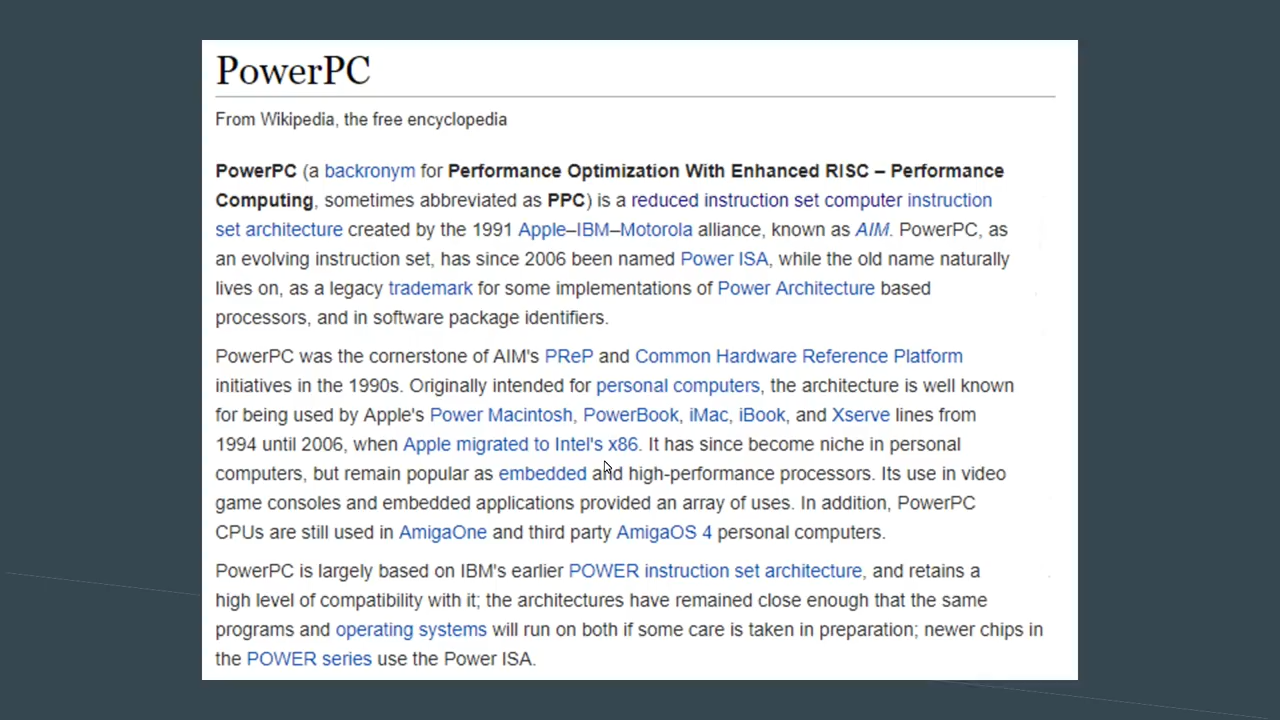 PowerPC
From Wikipedia, the free encyclopedia
PowerPC (a backronym for Performance Optimization With Enhanced RISC – Performance
Computing, sometimes abbreviated as PPC) is a reduced instruction set computer instruction
set architecture created by the 1991 Apple–IBM–Motorola alliance, known as AIM. PowerPC, as
an evolving instruction set, has since 2006 been named Power ISA, while the old name naturally
lives on, as a legacy trademark for some implementations of Power Architecture based
processors, and in software package identifiers.
PowerPC was the cornerstone of AIM's PReP and Common Hardware Reference Platform
initiatives in the 1990s. Originally intended for personal computers, the architecture is well known
for being used by Apple's Power Macintosh, PowerBook, iMac, iBook, and Xserve lines from
1994 until 2006, when Apple migrated to Intel's x86. It has since become niche in personal
computers, but remain popular as embedded and high-performance processors. Its use in video
game consoles and embedded applications provided an array of uses. In addition, PowerPC
CPUs are still used in AmigaOne and third party AmigaOS 4 personal computers.
PowerPC is largely based on IBM's earlier POWER instruction set architecture, and retains a
high level of compatibility with it; the architectures have remained close enough that the same
programs and operating systems will run on both if some care is taken in preparation; newer chips in
the POWER series use the Power ISA.